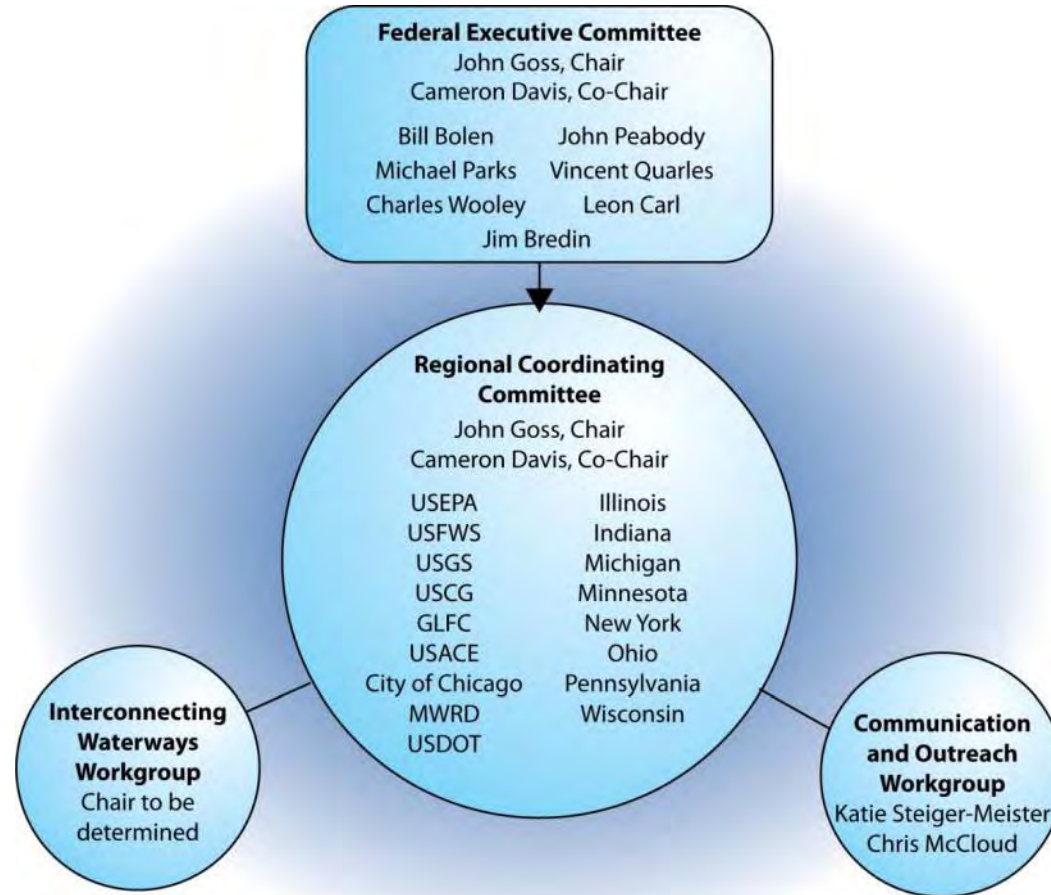 Federal Executive Committee
John Goss, Chair
Cameron Davis, Co-Chair
Bill Bolen John Peabody
Michael Parks Vincent Quarles
Charles Wooley Leon Carl
Jim Bredin
Regional Coordinating
Committee
John Goss, Chair
Cameron Davis, Co-Chair
USEPA Illinois
USFWS Indiana
USGS Michigan
USCG Minnesota
GLFC New York
USACE Ohio
City of Chicago Pennsylvania
MWRD Wisconsin
USDOT
Interconnecting
Waterways
Workgroup
Chair to be
determined
Communication
and Outreach
Workgroup
Katie Steiger-Meister
Chris McCloud